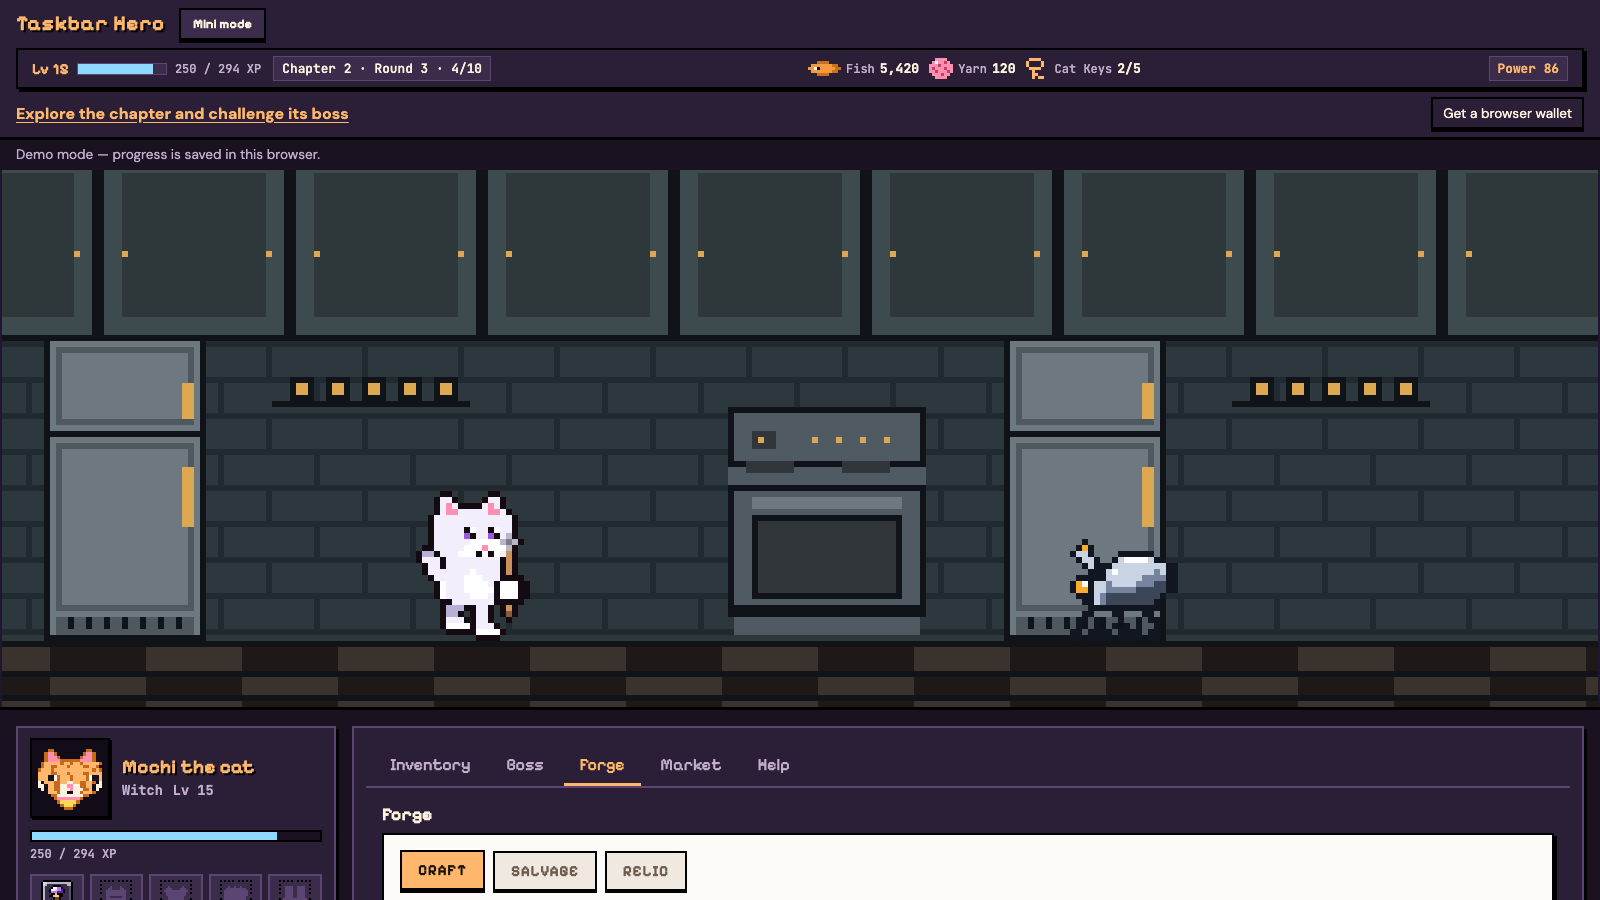 Taskbar Hero
Mini mode
Lv 18
250 / 294 XP
Chapter 2 · Round 3 · 4/10
Fish 5,420
Yarn 120
Cat Keys 2/5
Power 86
Explore the chapter and challenge its boss
Get a browser wallet
Demo mode — progress is saved in this browser.
Mochi the cat
Witch Lv 15
250 / 294 XP
Inventory
Boss
Forge
Market
Help
Forge
CRAFT
SALVAGE
RELIC